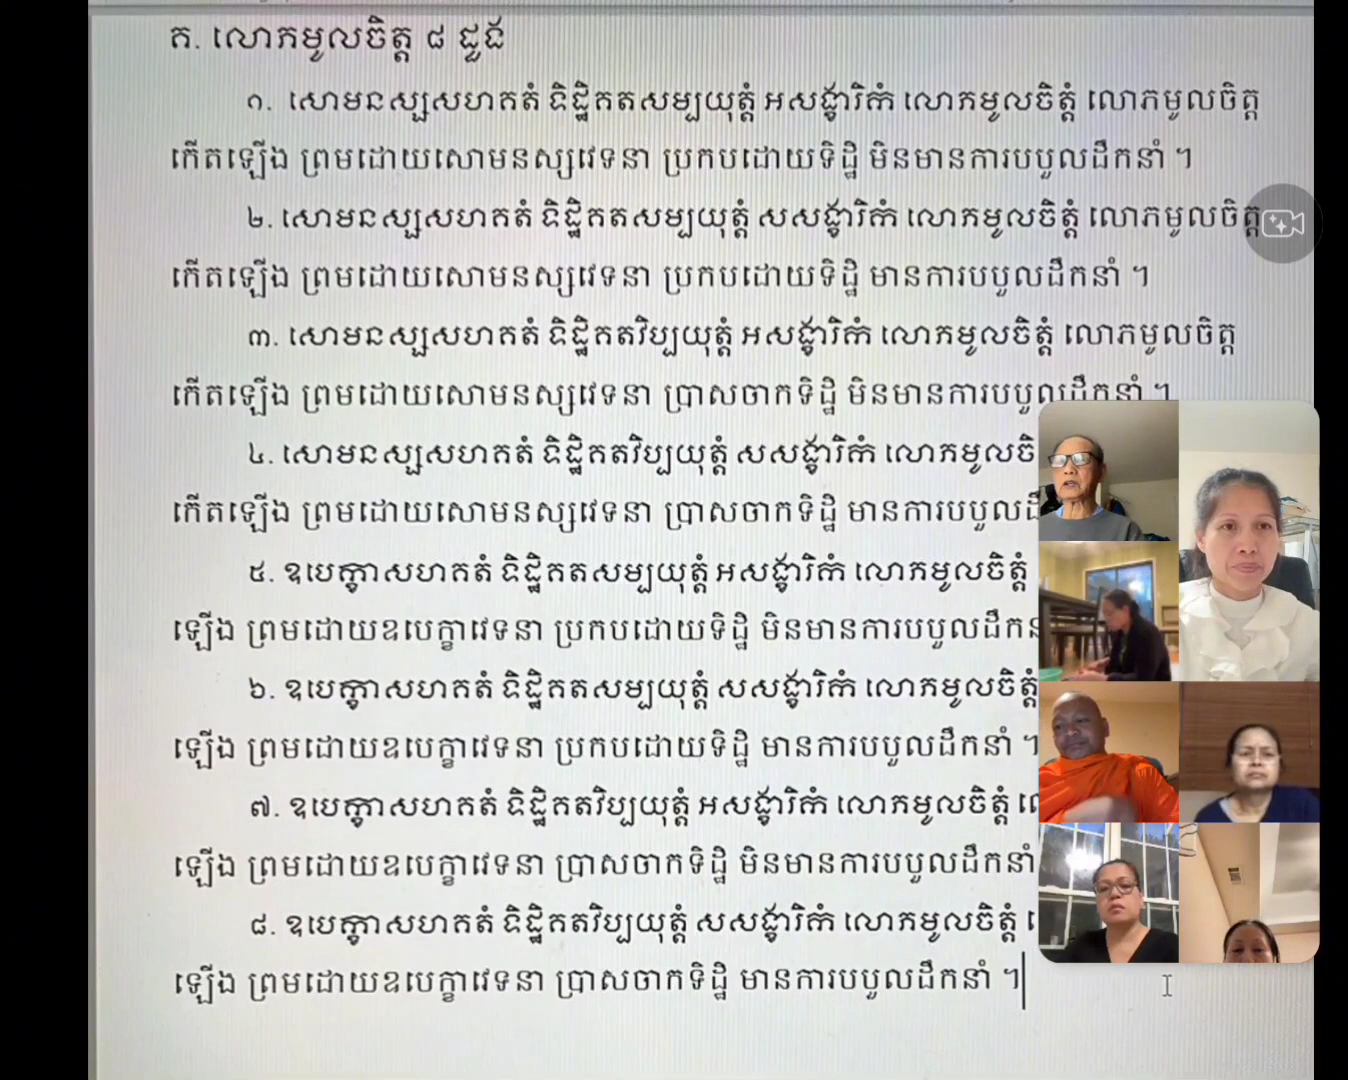 ក. លោភមូលចិត្ត ៨ ដួង
១. សោមនស្សសហគតំ ទិដ្ឋិគតសម្បយុត្តំ អសង្ខារិកំ លោភមូលចិត្តំ លោភមូលចិត្ត
កើតឡើង ព្រមដោយសោមនស្សវេទនា ប្រកបដោយទិដ្ឋិ មិនមានការបបួលដឹកនាំ ។
២. សោមនស្សសហគតំ ទិដ្ឋិគតសម្បយុត្តំ សសង្ខារិកំ លោភមូលចិត្តំ លោភមូលចិត្ត
កើតឡើង ព្រមដោយសោមនស្សវេទនា ប្រកបដោយទិដ្ឋិ មានការបបួលដឹកនាំ ។
៣. សោមនស្សសហគតំ ទិដ្ឋិគតវិប្បយុត្តំ អសង្ខារិកំ លោភមូលចិត្តំ លោភមូលចិត្ត
កើតឡើង ព្រមដោយសោមនស្សវេទនា ប្រាសចាកទិដ្ឋិ មិនមានការបបួលដឹកនាំ ។
៤. សោមនស្សសហគតំ ទិដ្ឋិគតវិប្បយុត្តំ សសង្ខារិកំ លោភមូលចិ
កើតឡើង ព្រមដោយសោមនស្សវេទនា ប្រាសចាកទិដ្ឋិ មានការបបួលដឹ
៥. ឧបេក្ខាសហគតំ ទិដ្ឋិគតសម្បយុត្តំ អសង្ខារិកំ លោភមូលចិត្តំ
ឡើង ព្រមដោយឧបេក្ខាវេទនា ប្រកបដោយទិដ្ឋិ មិនមានការបបួលដឹកន
៦. ឧបេក្ខាសហគតំ ទិដ្ឋិគតសម្បយុត្តំ សសង្ខារិកំ លោភមូលចិត្តំ
ឡើង ព្រមដោយឧបេក្ខាវេទនា ប្រកបដោយទិដ្ឋិ មានការបបួលដឹកនាំ ។
៧. ឧបេក្ខាសហគតំ ទិដ្ឋិគតវិប្បយុត្តំ អសង្ខារិកំ លោភមូលចិត្តំ
ឡើង ព្រមដោយឧបេក្ខាវេទនា ប្រាសចាកទិដ្ឋិ មិនមានការបបួលដឹកនាំ
៨. ឧបេក្ខាសហគតំ ទិដ្ឋិគតវិប្បយុត្តំ សសង្ខារិកំ លោភមូលចិត្តំ
ឡើង ព្រមដោយឧបេក្ខាវេទនា ប្រាសចាកទិដ្ឋិ មានការបបួលដឹកនាំ ។